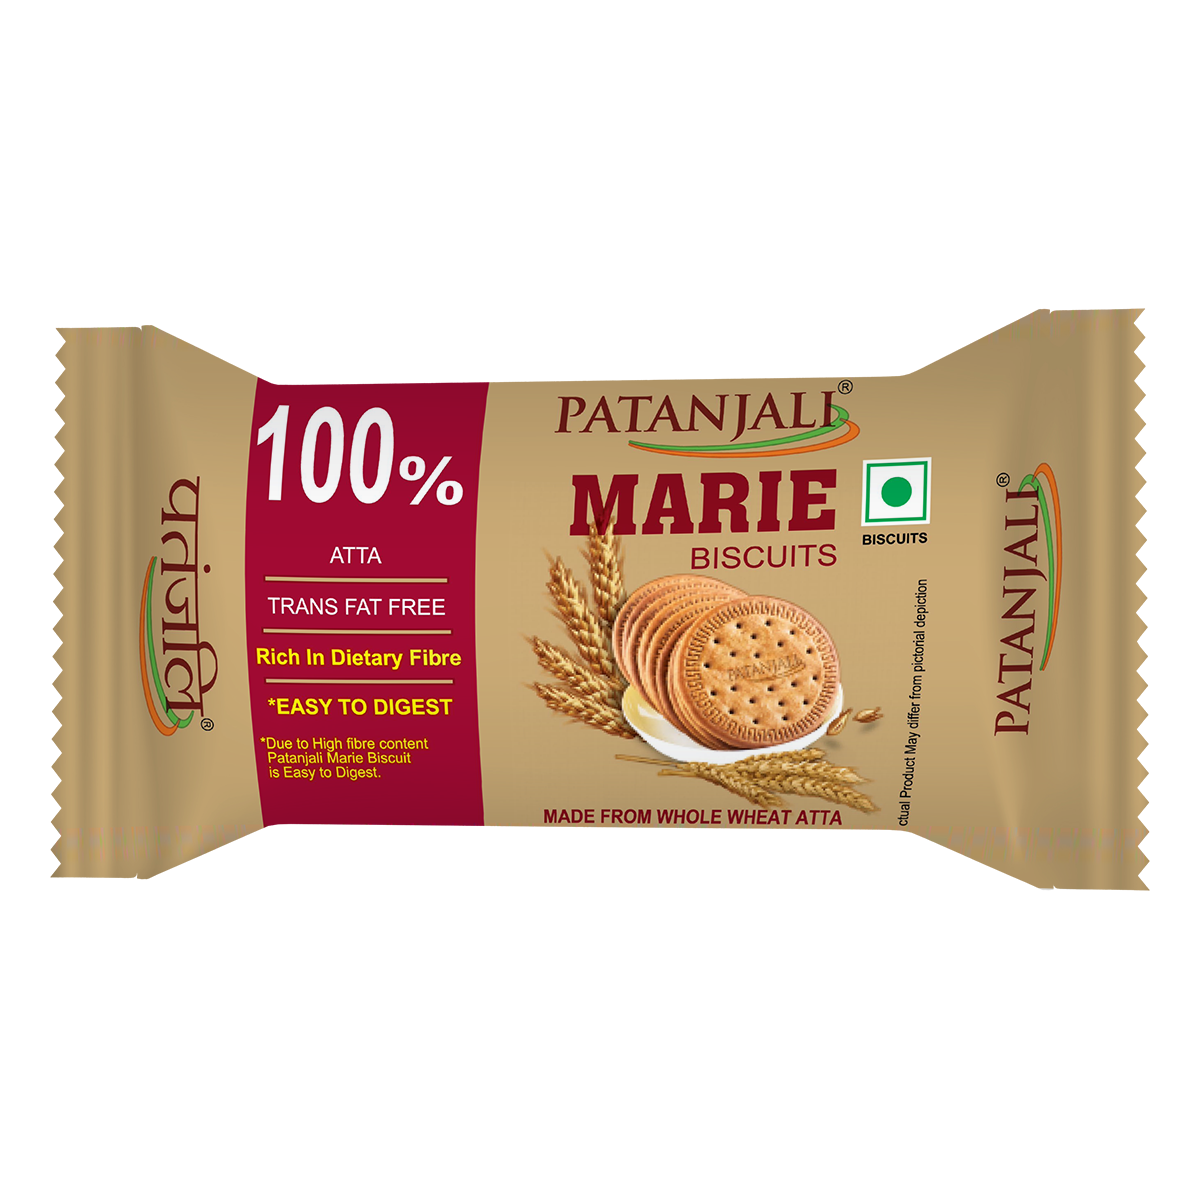 पतंजलि®
100%
ATTA
TRANS FAT FREE
Rich In Dietary Fibre
*EASY TO DIGEST
*Due to High fibre content
Patanjali Marie Biscuit
is Easy to Digest.
PATANJALI®
MARIE
BISCUITS
BISCUITS
PATANJALI
MADE FROM WHOLE WHEAT ATTA
ctual Product May differ from pictorial depiction
PATANJALI®